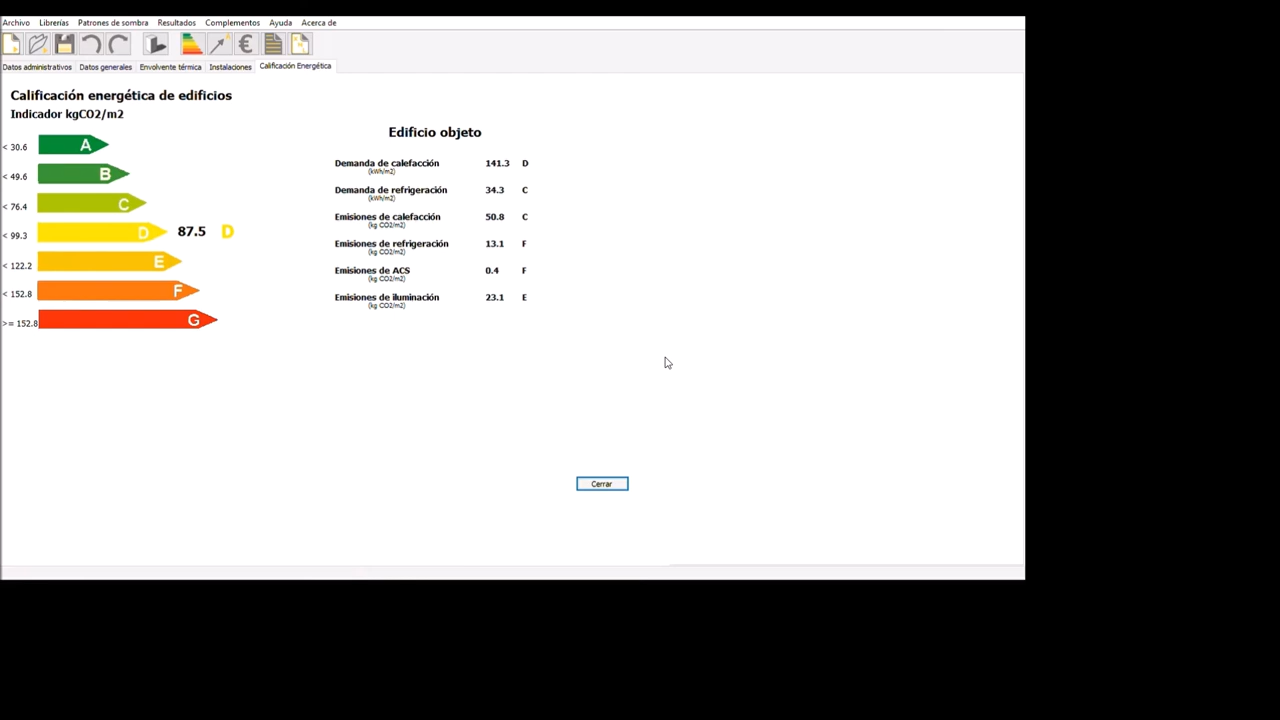 Archivo Librerías Patrones de sombra Resultados Complementos Ayuda Acerca de
Datos administrativos Datos generales Envolvente térmica Instalaciones Calificación Energética
Calificación energética de edificios
Indicador kgCO2/m2
Edificio objeto
< 30.6 A
< 49.6 B
< 76.4 C
< 99.3 D 87.5 D
< 122.2 E
< 152.8 F
>= 152.8 G
Demanda de calefacción 141.3 D
(kWh/m2)
Demanda de refrigeración 34.3 C
(kWh/m2)
Emisiones de calefacción 50.8 C
(kg CO2/m2)
Emisiones de refrigeración 13.1 F
(kg CO2/m2)
Emisiones de ACS 0.4 F
(kg CO2/m2)
Emisiones de iluminación 23.1 E
(kg CO2/m2)
Cerrar